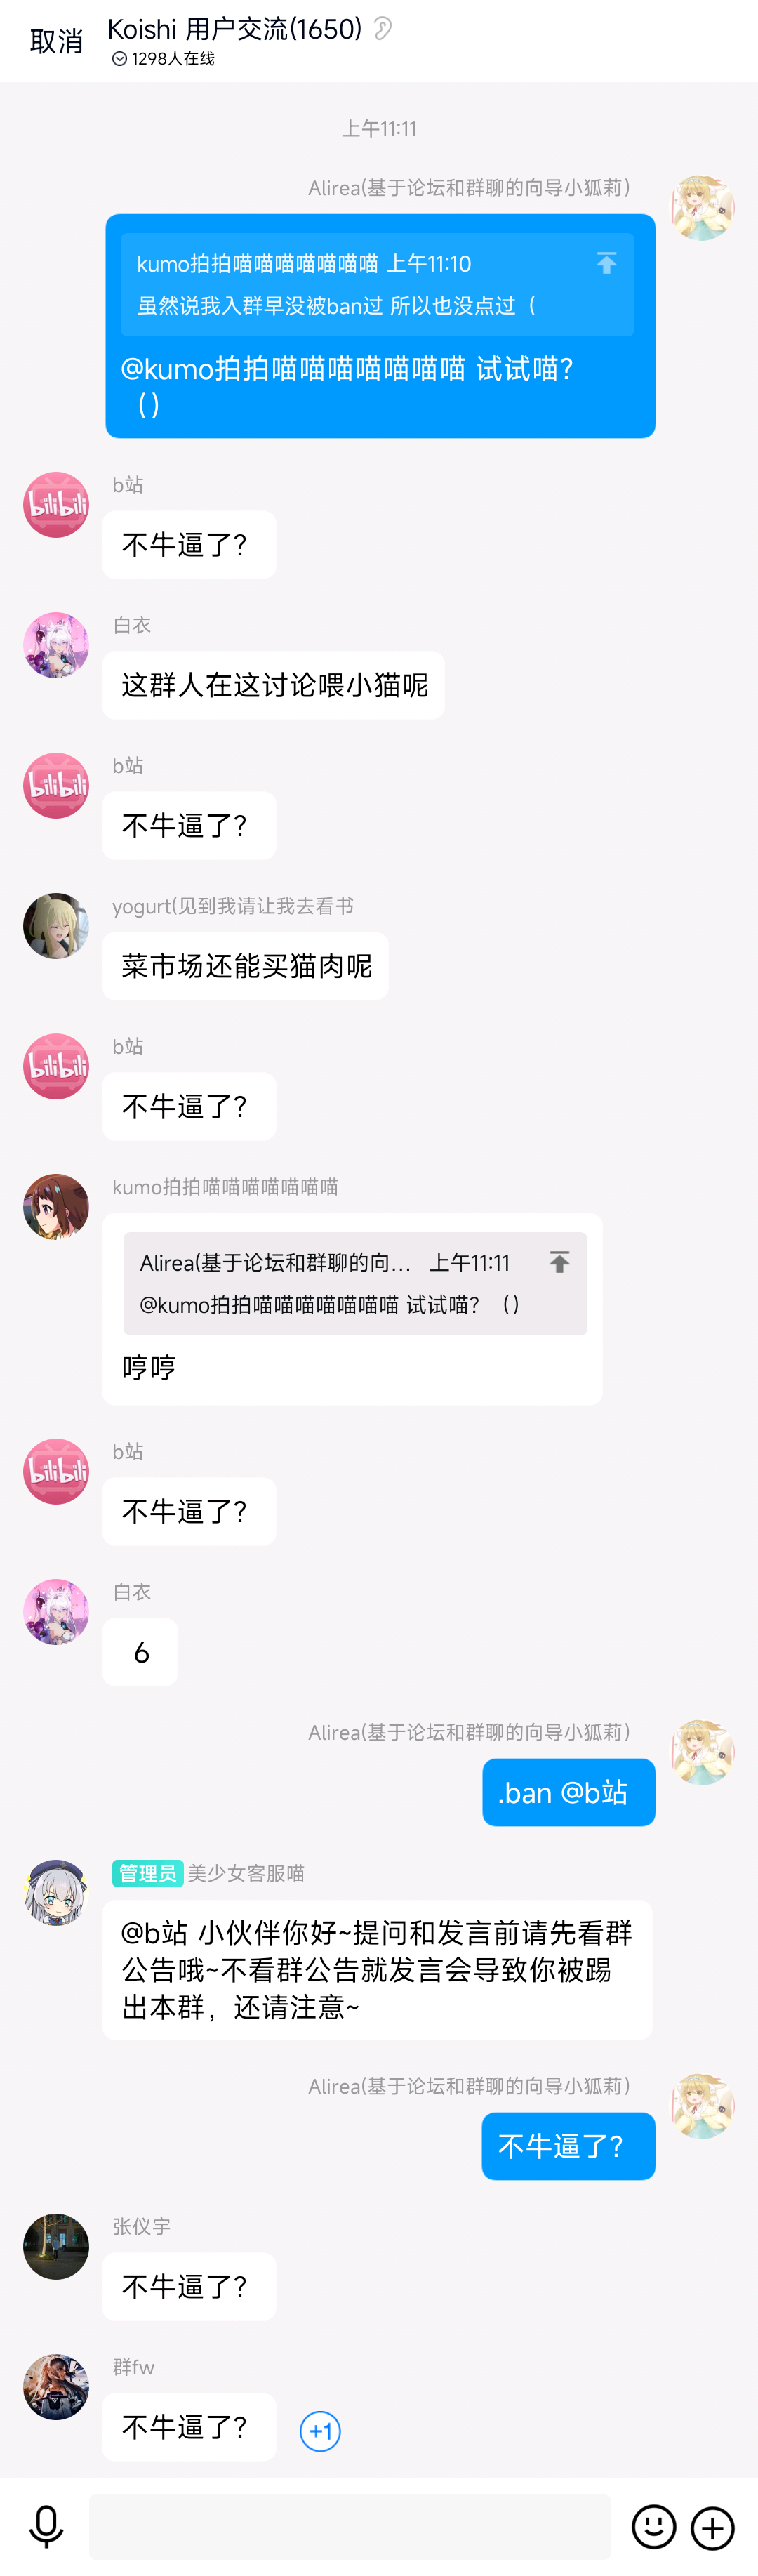 取消
Koishi 用户交流(1650)
1298人在线
上午11:11
Alirea(基于论坛和群聊的向导小狐莉)
kumo拍拍喵喵喵喵喵喵喵 上午11:10
虽然说我入群早没被ban过 所以也没点过（
@kumo拍拍喵喵喵喵喵喵喵 试试喵？
（）
b站
bilibili
不牛逼了？
白衣
这群人在这讨论喂小猫呢
b站
bilibili
不牛逼了？
yogurt(见到我请让我去看书
菜市场还能买猫肉呢
b站
bilibili
不牛逼了？
kumo拍拍喵喵喵喵喵喵喵
Alirea(基于论坛和群聊的向... 上午11:11
@kumo拍拍喵喵喵喵喵喵喵 试试喵？（）
哼哼
b站
bilibili
不牛逼了？
白衣
6
Alirea(基于论坛和群聊的向导小狐莉)
.ban @b站
管理员 美少女客服喵
@b站 小伙伴你好~提问和发言前请先看群
公告哦~不看群公告就发言会导致你被踢
出本群，还请注意~
Alirea(基于论坛和群聊的向导小狐莉)
不牛逼了？
张仪宇
不牛逼了？
群fw
不牛逼了？
+1